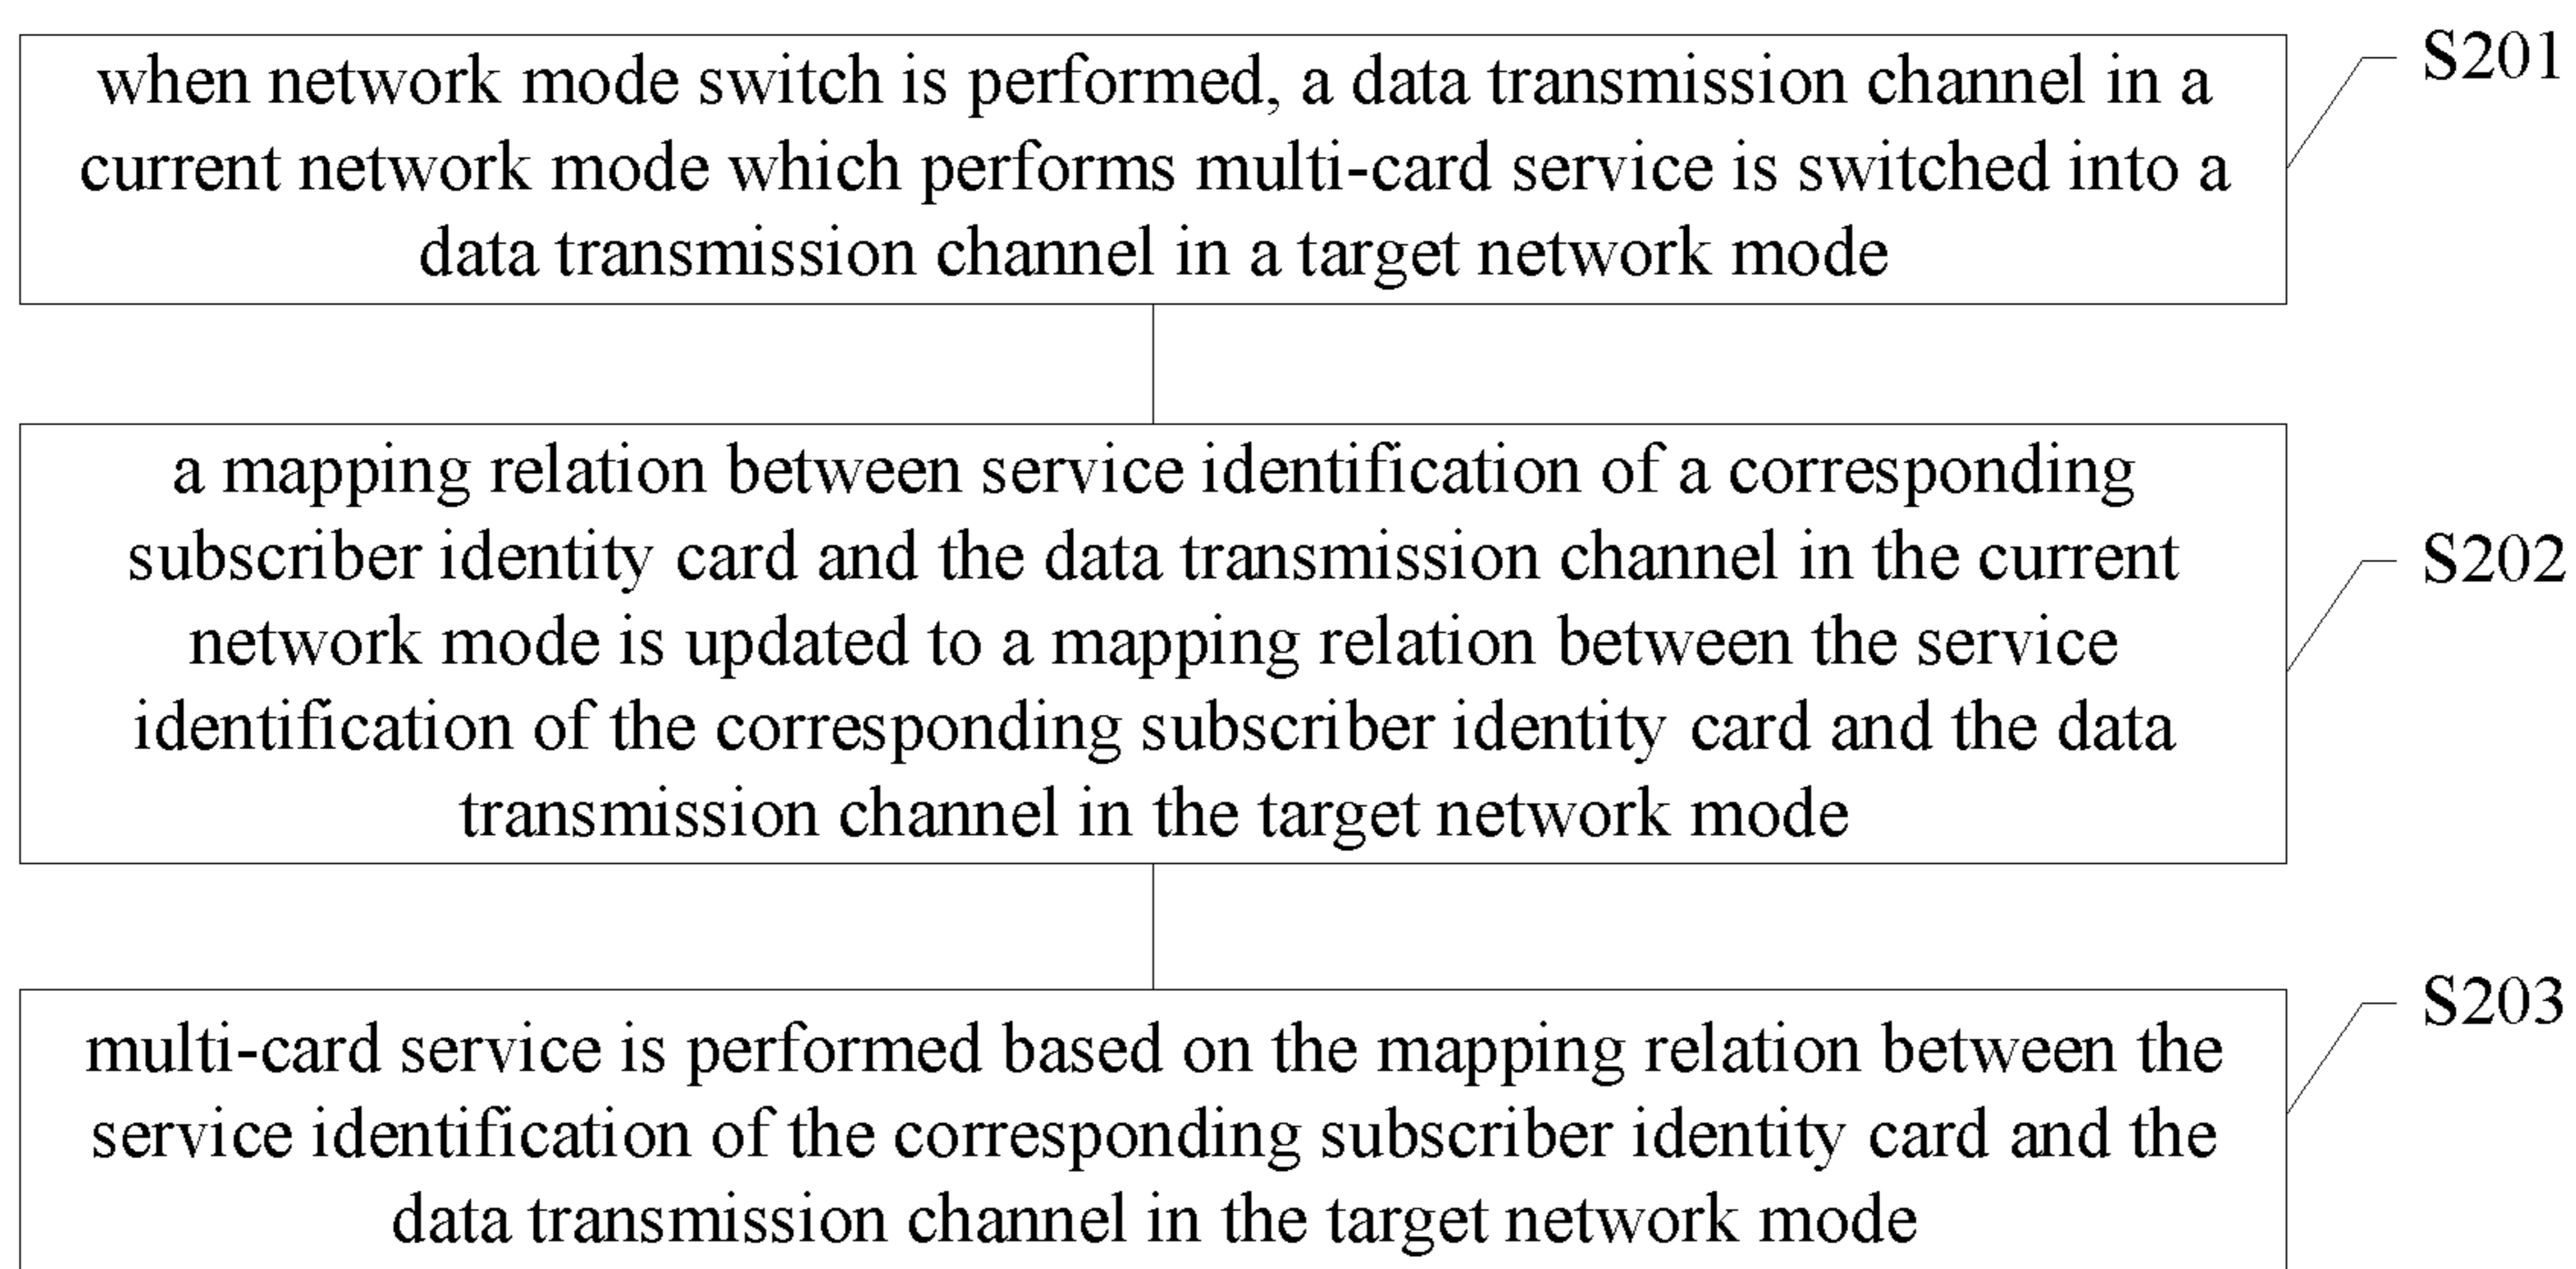 when network mode switch is performed, a data transmission channel in a
current network mode which performs multi-card service is switched into a
data transmission channel in a target network mode
S201
a mapping relation between service identification of a corresponding
subscriber identity card and the data transmission channel in the current
network mode is updated to a mapping relation between the service
identification of the corresponding subscriber identity card and the data
transmission channel in the target network mode
S202
multi-card service is performed based on the mapping relation between the
service identification of the corresponding subscriber identity card and the
data transmission channel in the target network mode
S203